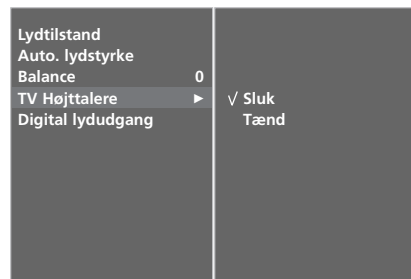 Lydtilstand
Auto. lydstyrke
Balance 0
TV Højttalere ►
Digital lydudgang
√ Sluk
Tænd